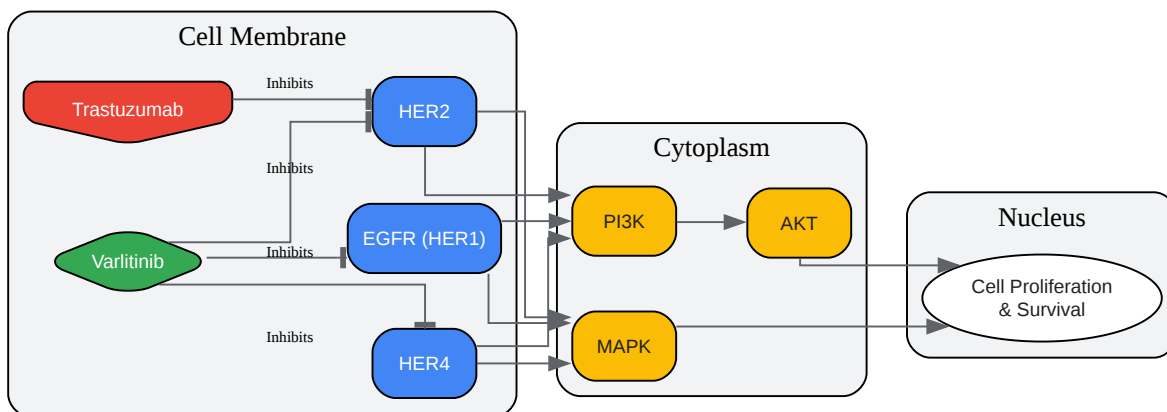 Cell Membrane
Inhibits
Trastuzumab
HER2
Inhibits
Varlitinib
Inhibits
EGFR (HER1)
Inhibits
HER4
Cytoplasm
PI3K
AKT
MAPK
Nucleus
Cell Proliferation
& Survival